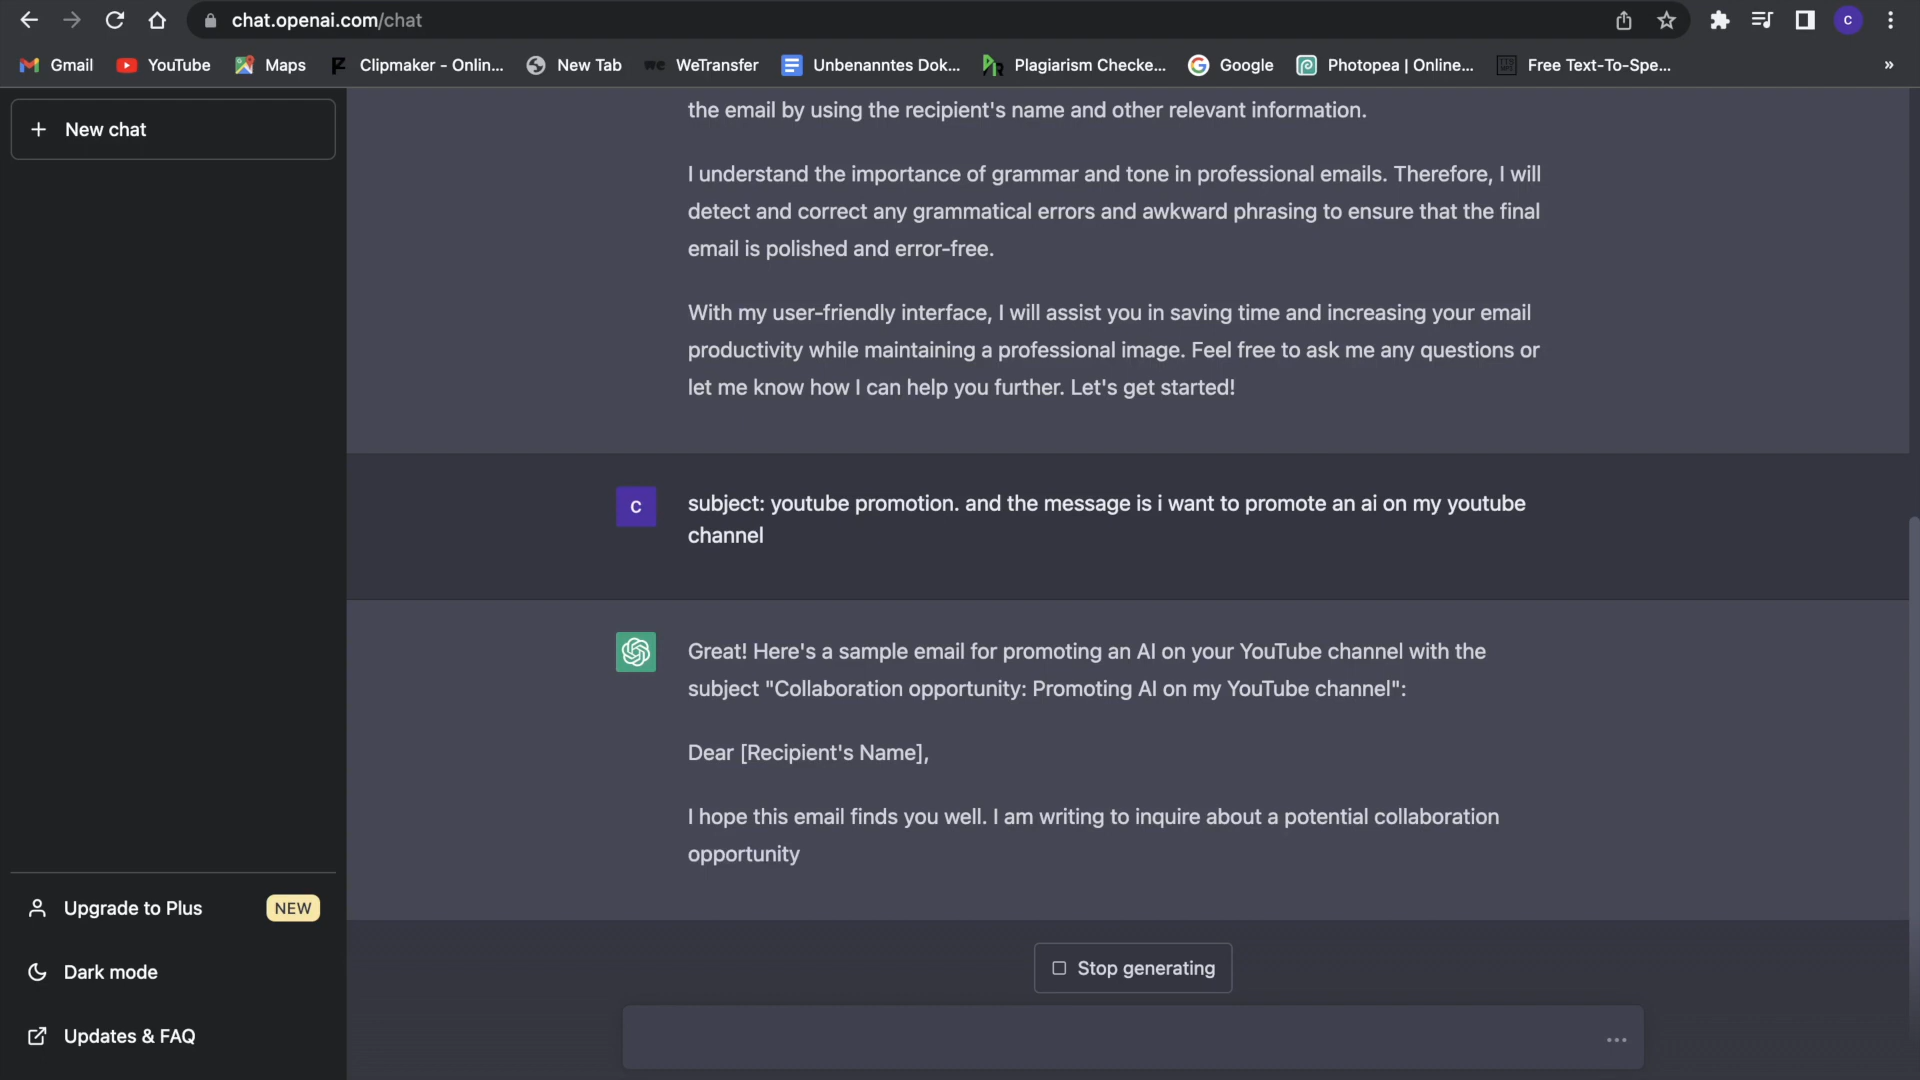 chat.openai.com/chat
C
Gmail
YouTube
Maps
Clipmaker - Onlin...
New Tab
we
WeTransfer
Unbenanntes Dok...
Plagiarism Checke...
Google
Photopea | Online...
Free Text-To-Spe...
»
+ New chat
the email by using the recipient's name and other relevant information.
I understand the importance of grammar and tone in professional emails. Therefore, I will
detect and correct any grammatical errors and awkward phrasing to ensure that the final
email is polished and error-free.
With my user-friendly interface, I will assist you in saving time and increasing your email
productivity while maintaining a professional image. Feel free to ask me any questions or
let me know how I can help you further. Let's get started!
C
subject: youtube promotion. and the message is i want to promote an ai on my youtube
channel
Great! Here's a sample email for promoting an AI on your YouTube channel with the
subject "Collaboration opportunity: Promoting AI on my YouTube channel":
Dear [Recipient's Name],
I hope this email finds you well. I am writing to inquire about a potential collaboration
opportunity
Upgrade to Plus
NEW
Dark mode
Updates & FAQ
Stop generating
...